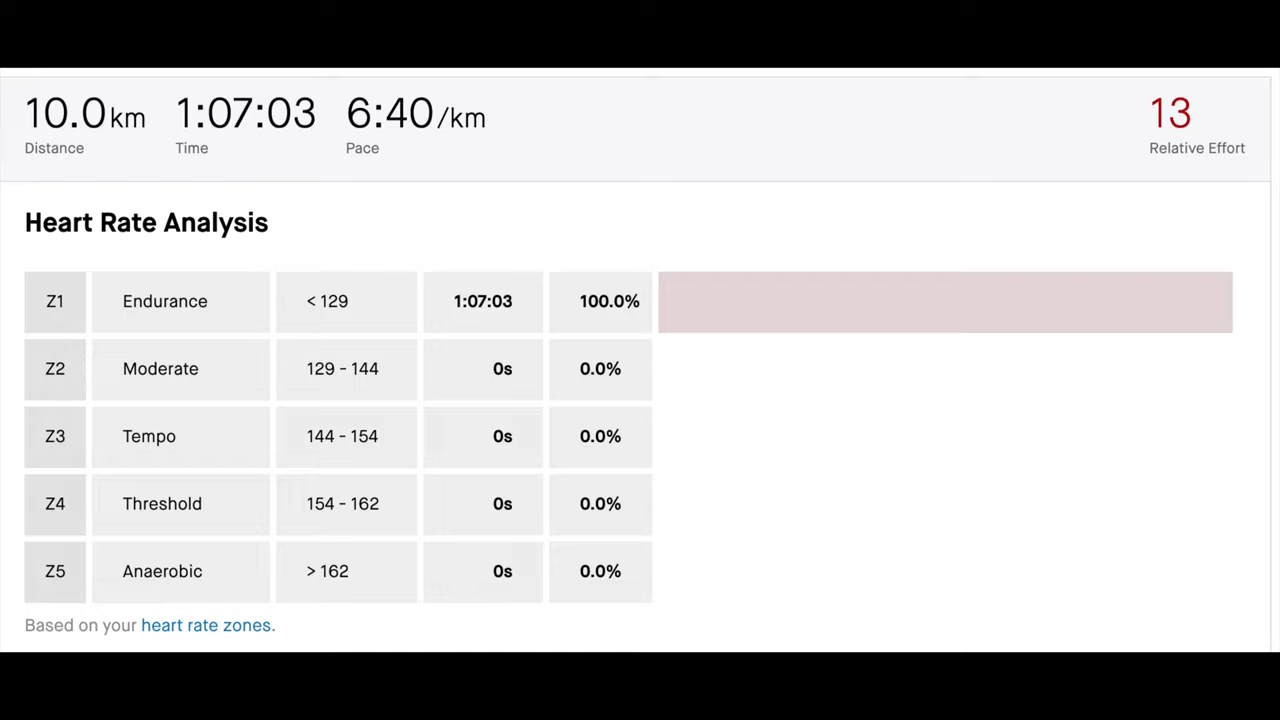 10.0 km 1:07:03 6:40 /km 13
Distance Time Pace Relative Effort
Heart Rate Analysis
Z1 Endurance < 129 1:07:03 100.0%
Z2 Moderate 129 - 144 0s 0.0%
Z3 Tempo 144 - 154 0s 0.0%
Z4 Threshold 154 - 162 0s 0.0%
Z5 Anaerobic > 162 0s 0.0%
Based on your heart rate zones.